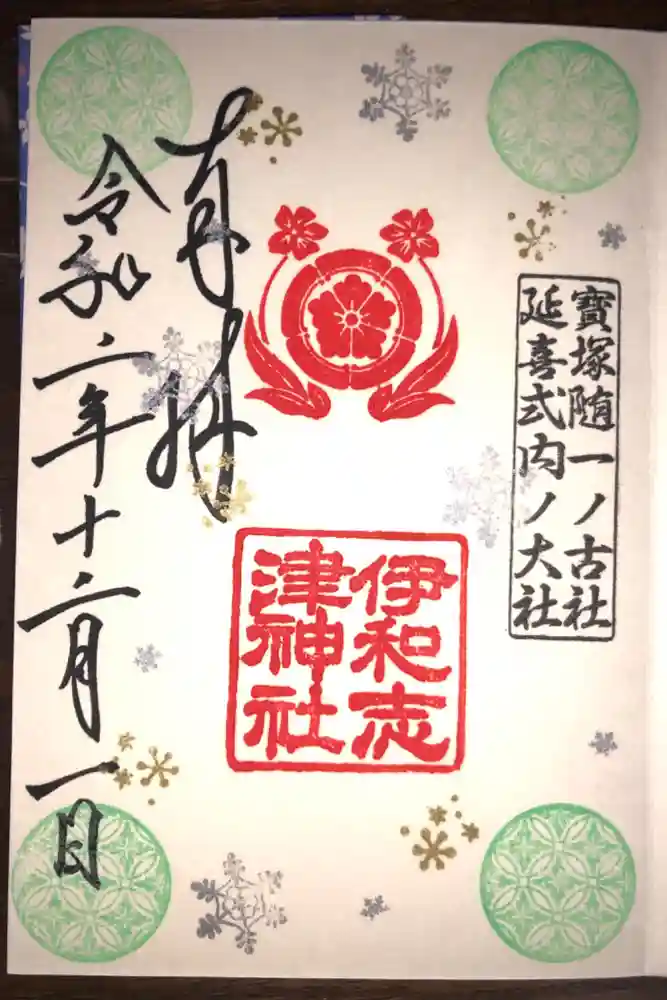 寶塚随一ノ古社
延喜式内ノ大社
伊和志
津神社
奉拝
令和二年十二月一日